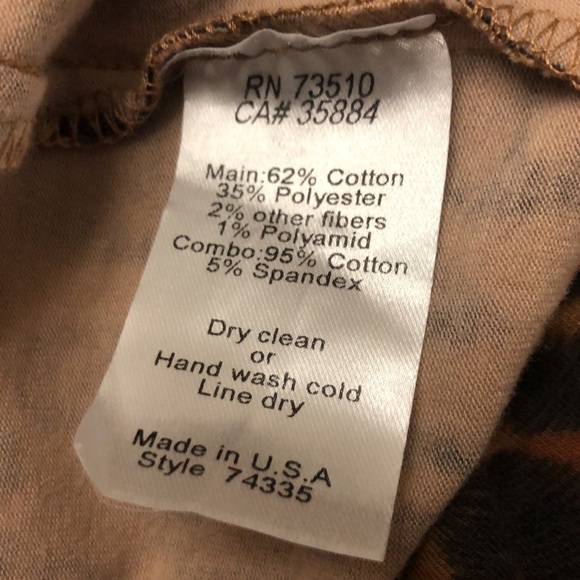 RN 73510
CA# 35884
Main:62% Cotton
35% Polyester
2% other fibers
1% Polyamid
Combo:95% Cotton
5% Spandex
Dry clean
or
Hand wash cold
Line dry
Made in U.S.A
Style 74335